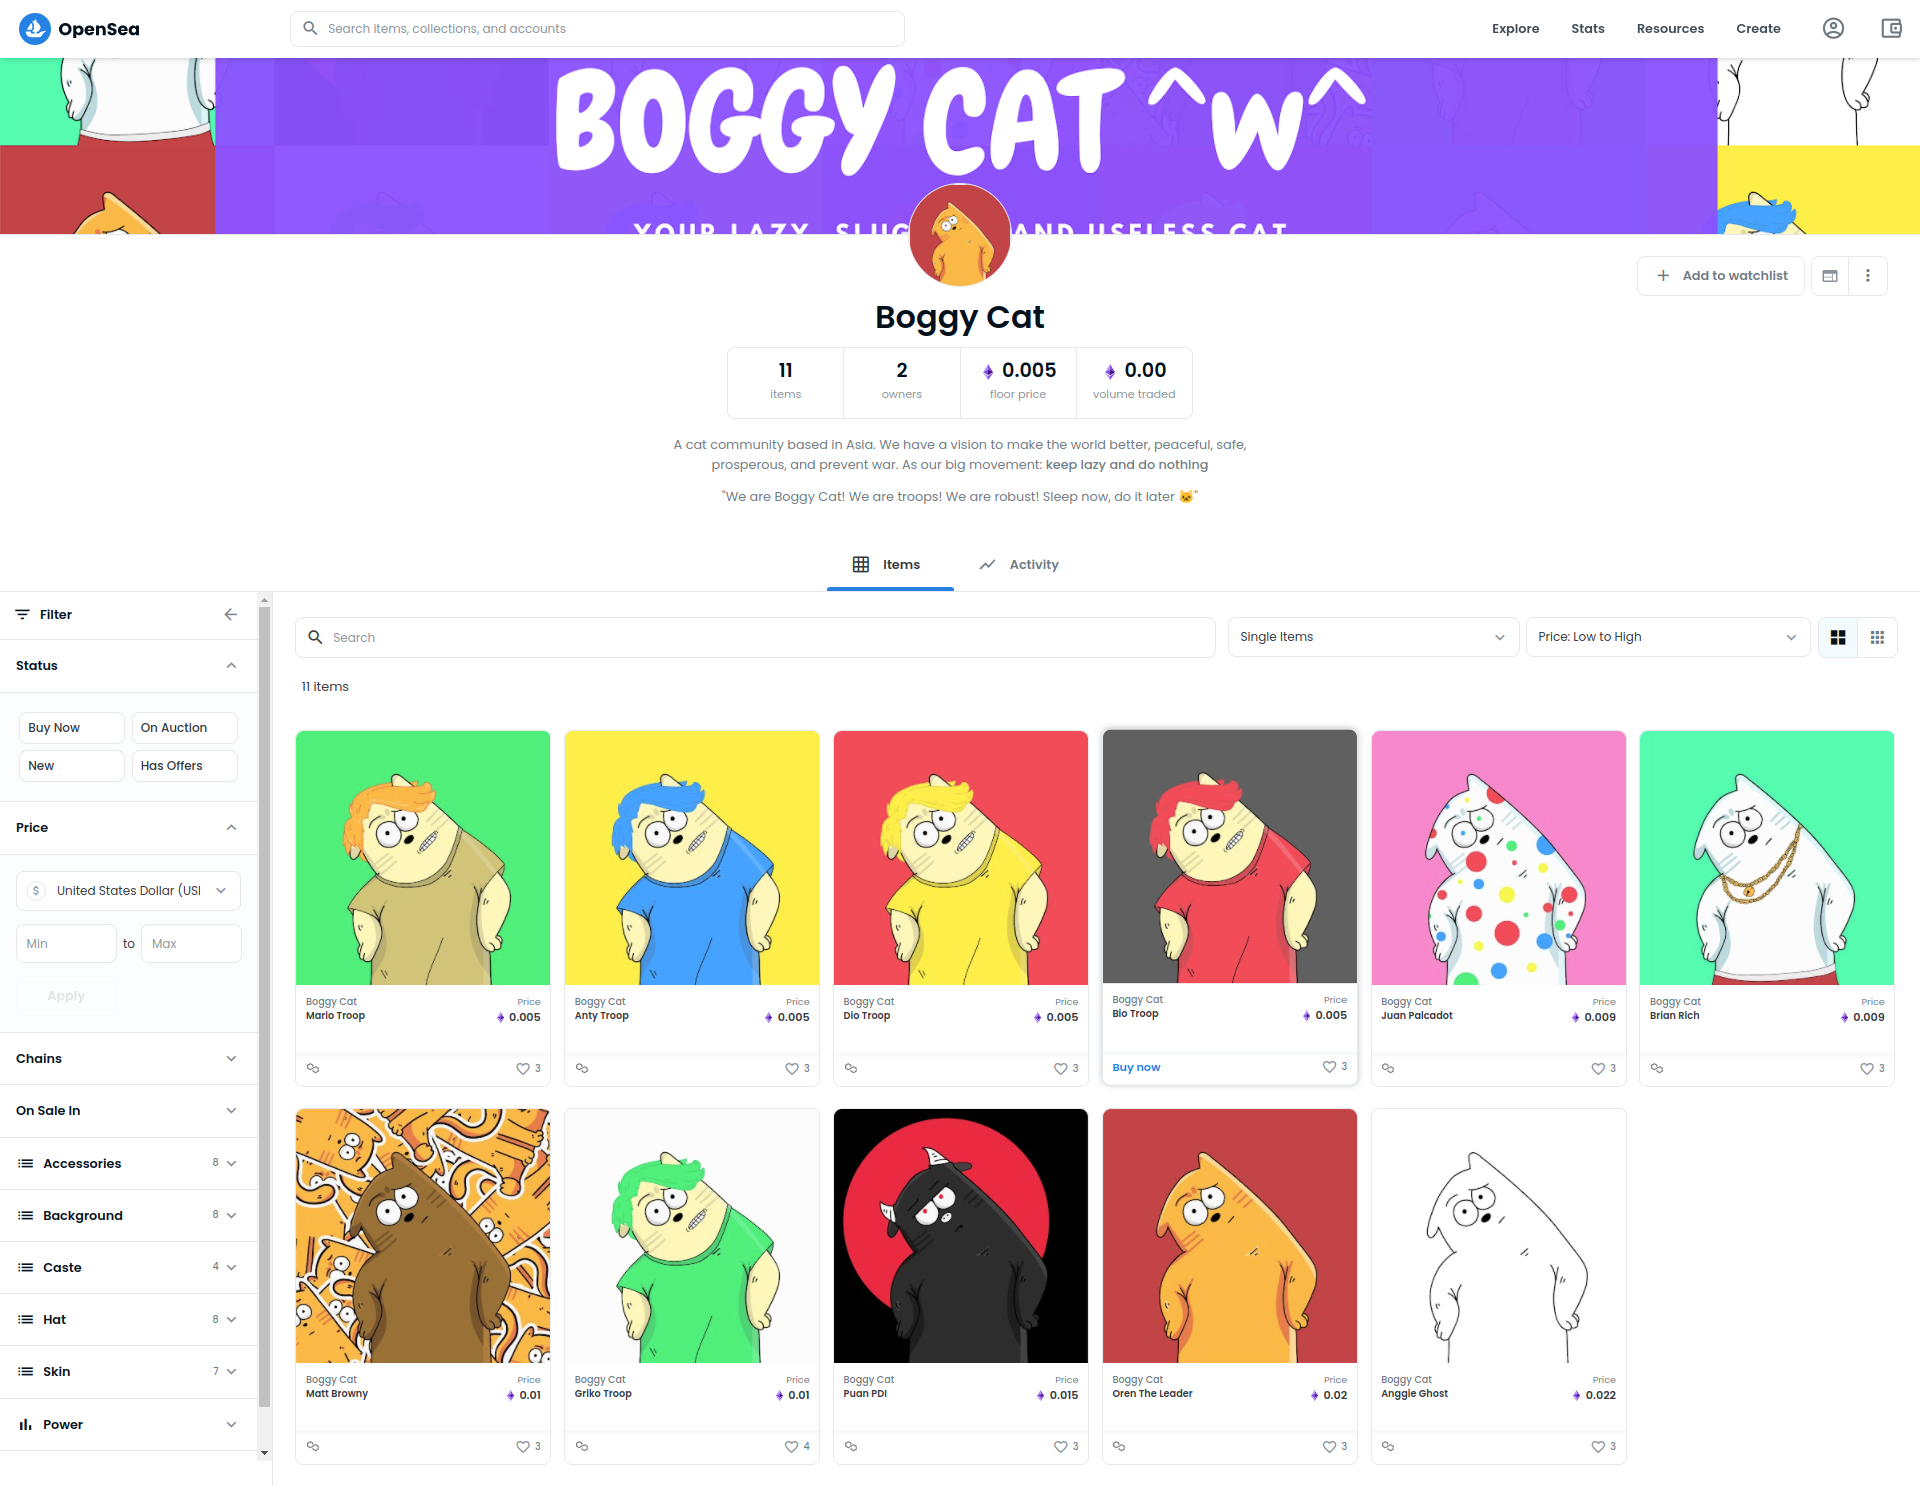 OpenSea
Search items, collections, and accounts
Explore
Stats
Resources
Create
BOGGY CAT ^w^
YOUR LAZY, AND USELESS CAT
Add to watchlist
Boggy Cat
11
items
2
owners
0.005
floor price
0.00
volume traded
A cat community based in Asia. We have a vision to make the world better, peaceful, safe,
prosperous, and prevent war. As our big movement: keep lazy and do nothing
"We are Boggy Cat! We are troops! We are robust! Sleep now, do it later 🐱"
Items
Activity
Filter
Status
Buy Now
On Auction
New
Has Offers
Price
$ United States Dollar (USD
Min
to
Max
Apply
Chains
On Sale In
Accessories 8
Background 8
Caste 4
Hat 8
Skin 7
Power
Search
Single Items
Price: Low to High
11 items
Boggy Cat Price
Mario Troop 0.005
3
Boggy Cat Price
Anty Troop 0.005
3
Boggy Cat Price
Dio Troop 0.005
3
Boggy Cat Price
Bio Troop 0.005
Buy now 3
Boggy Cat Price
Juan Palcadot 0.009
3
Boggy Cat Price
Brian Rich 0.009
3
Boggy Cat Price
Matt Browny 0.01
3
Boggy Cat Price
Griko Troop 0.01
4
Boggy Cat Price
Puan PDI 0.015
3
Boggy Cat Price
Oren The Leader 0.02
3
Boggy Cat Price
Anggie Ghost 0.022
3